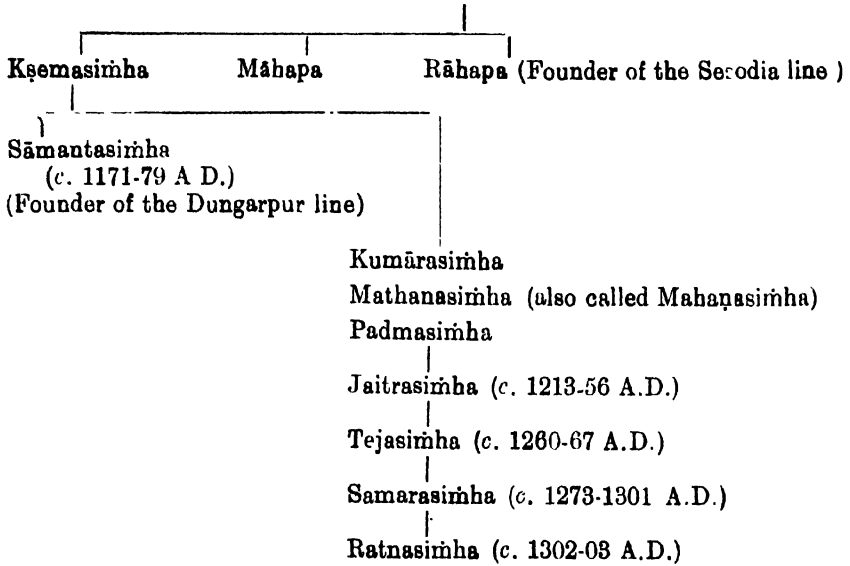 Kṣemasiṁha Māhapa Rāhapa (Founder of the Sesodia line )
Sāmantasiṁha
(c. 1171-79 A D.)
(Founder of the Dungarpur line)
Kumārasiṁha
Mathanasiṁha (also called Mahaṇasiṁha)
Padmasiṁha
Jaitrasiṁha (c. 1213-56 A.D.)
Tejasiṁha (c. 1260-67 A.D.)
Samarasiṁha (c. 1273-1301 A.D.)
Ratnasiṁha (c. 1302-03 A.D.)